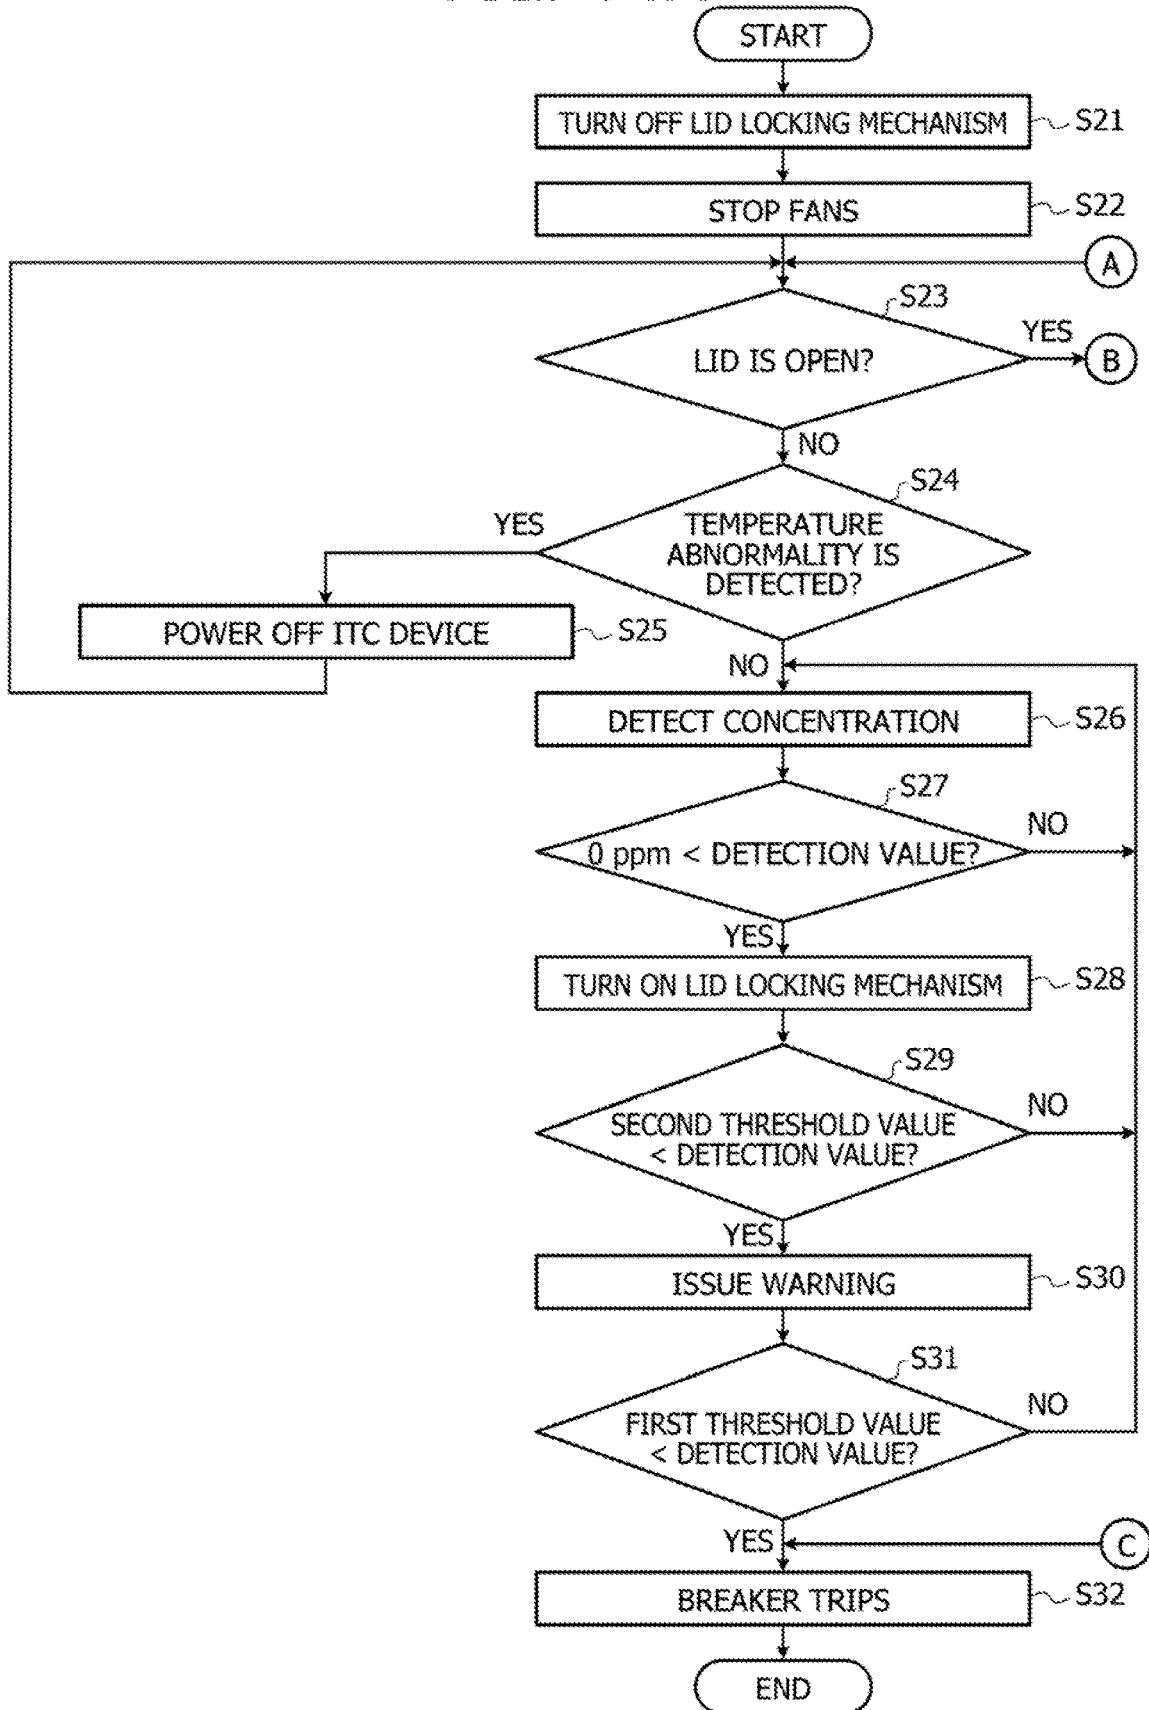 START
TURN OFF LID LOCKING MECHANISM
S21
STOP FANS
S22
A
S23
LID IS OPEN?
YES
B
NO
S24
TEMPERATURE
ABNORMALITY IS
DETECTED?
YES
POWER OFF ITC DEVICE
S25
NO
DETECT CONCENTRATION
S26
S27
0 ppm < DETECTION VALUE?
NO
YES
TURN ON LID LOCKING MECHANISM
S28
S29
SECOND THRESHOLD VALUE
< DETECTION VALUE?
NO
YES
ISSUE WARNING
S30
S31
FIRST THRESHOLD VALUE
< DETECTION VALUE?
NO
YES
C
BREAKER TRIPS
S32
END